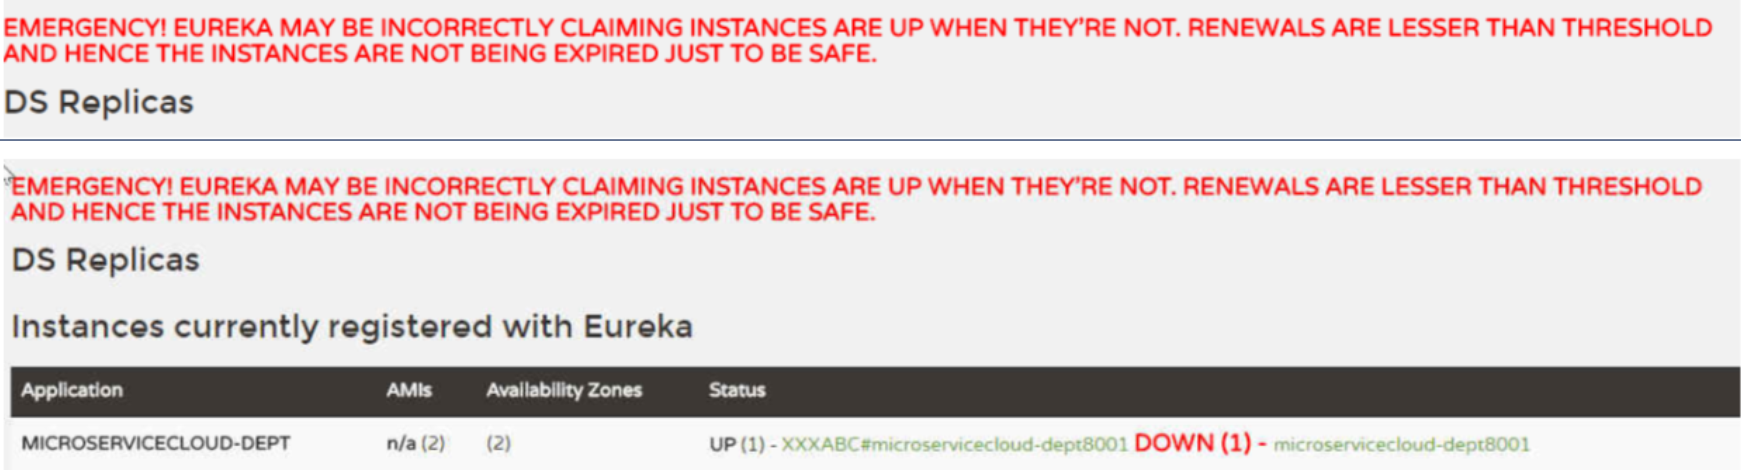 EMERGENCY! EUREKA MAY BE INCORRECTLY CLAIMING INSTANCES ARE UP WHEN THEY'RE NOT. RENEWALS ARE LESSER THAN THRESHOLD
AND HENCE THE INSTANCES ARE NOT BEING EXPIRED JUST TO BE SAFE.
DS Replicas
EMERGENCY! EUREKA MAY BE INCORRECTLY CLAIMING INSTANCES ARE UP WHEN THEY'RE NOT. RENEWALS ARE LESSER THAN THRESHOLD
AND HENCE THE INSTANCES ARE NOT BEING EXPIRED JUST TO BE SAFE.
DS Replicas
Instances currently registered with Eureka
Application AMIs Availability Zones Status
MICROSERVICECLOUD-DEPT n/a (2) (2) UP (1) - XXXABC#microservicecloud-dept8001 DOWN (1) - microservicecloud-dept8001